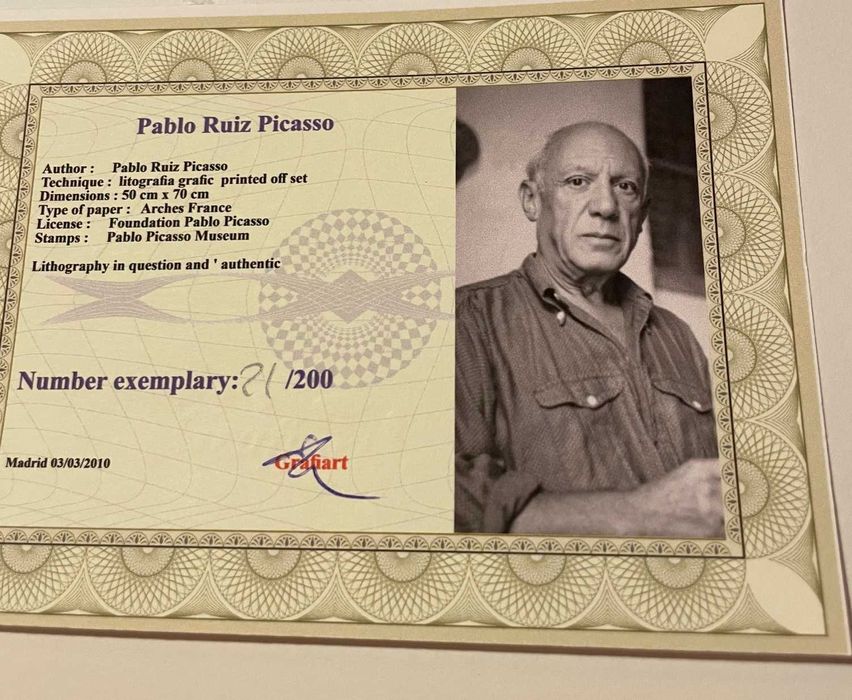 Pablo Ruiz Picasso
Author : Pablo Ruiz Picasso
Technique : litografia grafic printed off set
Dimensions : 50 cm x 70 cm
Type of paper : Arches France
License : Foundation Pablo Picasso
Stamps : Pablo Picasso Museum
Lithography in question and ' authentic
Number exemplary: /200
Madrid 03/03/2010
Grafiart